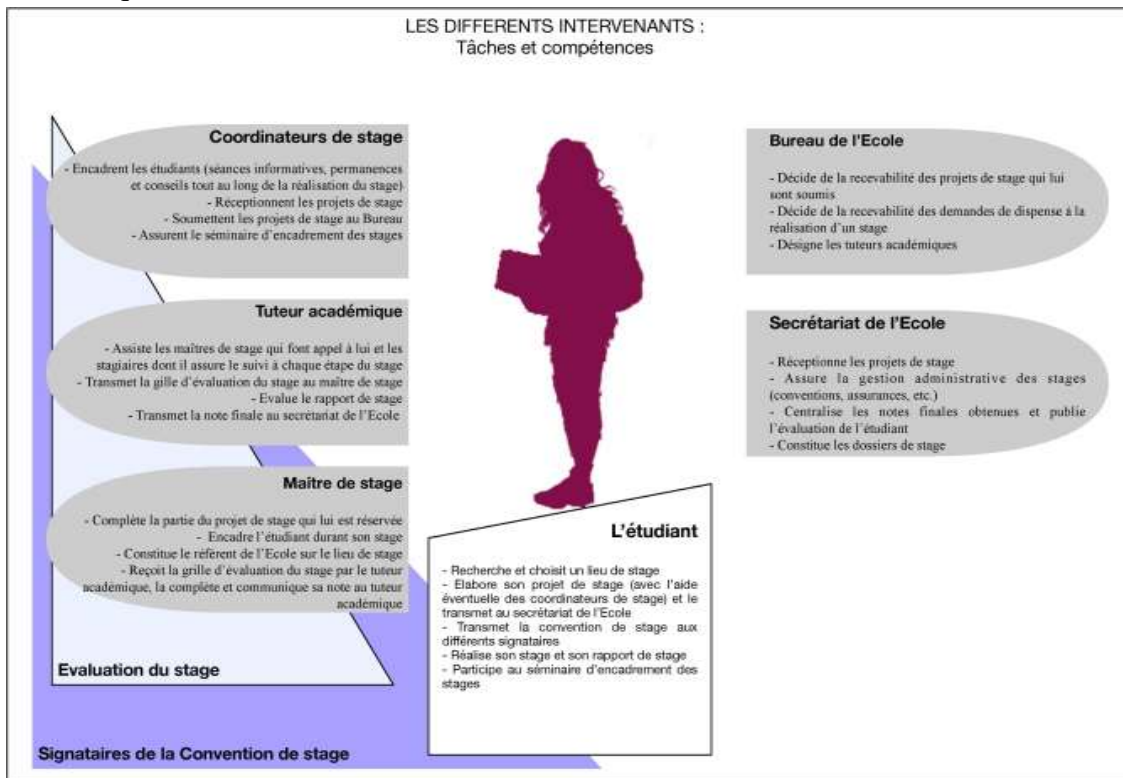 LES DIFFERENTS INTERVENANTS :
Tâches et compétences
Coordinateurs de stage
- Encadrent les étudiants (séances informatives, permanences
et conseils tout au long de la réalisation du stage)
- Réceptionnent les projets de stage
- Soumettent les projets de stage au Bureau
- Assurent le séminaire d'encadrement des stages
Tuteur académique
- Assiste les maîtres de stage qui font appel à lui et les
stagiaires dont il assure le suivi à chaque étape du stage
- Transmet la gille d'évaluation du stage au maître de stage
- Evalue le rapport de stage
- Transmet la note finale au secrétariat de l'Ecole
Maître de stage
- Complète la partie du projet de stage qui lui est réservée
- Encadre l'étudiant durant son stage
- Constitue le référent de l'Ecole sur le lieu de stage
- Reçoit la grille d'évaluation du stage par le tuteur
académique, la complète et communique sa note au tuteur
académique
Evaluation du stage
Signataires de la Convention de stage
Bureau de l'Ecole
- Décide de la recevabilité des projets de stage qui lui
sont soumis
- Décide de la recevabilité des demandes de dispense à la
réalisation d'un stage
- Désigne les tuteurs académiques
Secrétariat de l'Ecole
- Réceptionne les projets de stage
- Assure la gestion administrative des stages
(conventions, assurances, etc.)
- Centralise les notes finales obtenues et publie
l'évaluation de l'étudiant
- Constitue les dossiers de stage
L'étudiant
- Recherche et choisit un lieu de stage
- Elabore son projet de stage (avec l'aide
éventuelle des coordinateurs de stage) et le
transmet au secrétariat de l'Ecole
- Transmet la convention de stage aux
différents signataires
- Réalise son stage et son rapport de stage
- Participe au séminaire d'encadrement des
stages